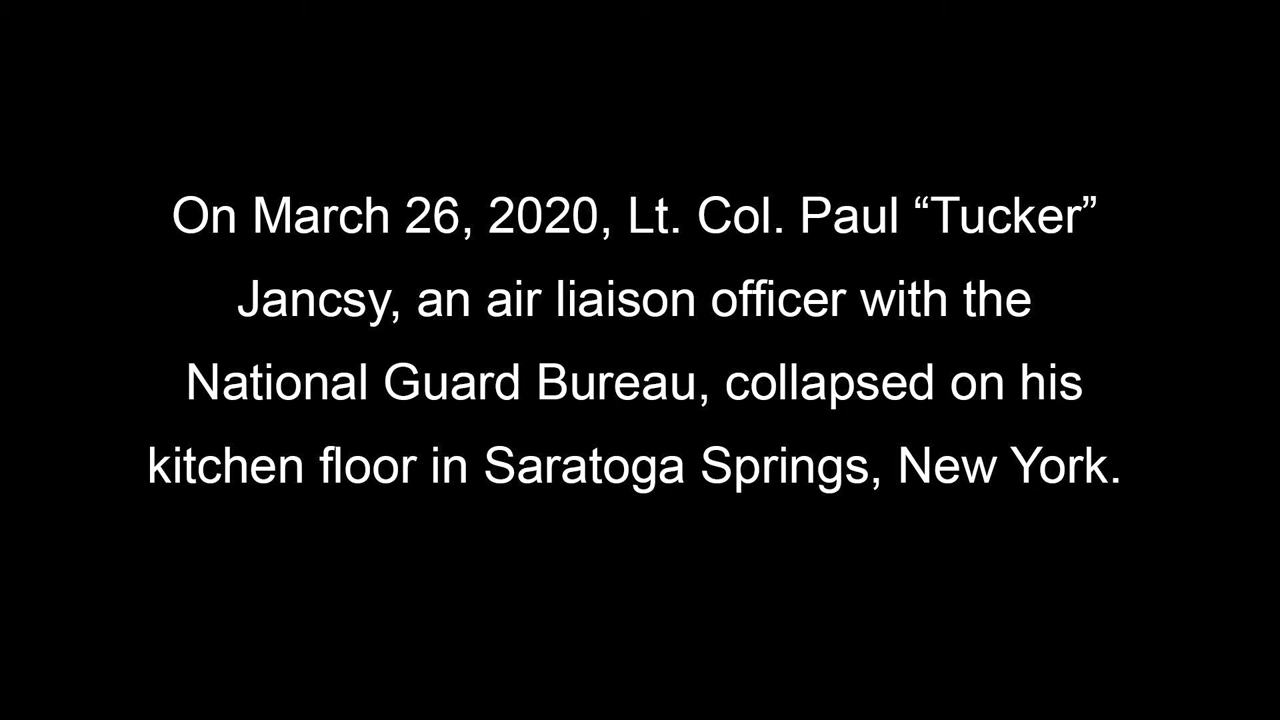 On March 26, 2020, Lt. Col. Paul “Tucker”
Jancsy, an air liaison officer with the
National Guard Bureau, collapsed on his
kitchen floor in Saratoga Springs, New York.